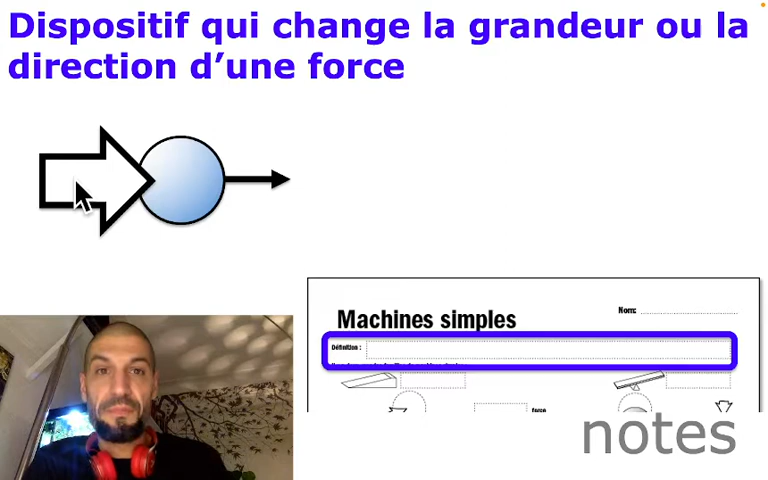 Dispositif qui change la grandeur ou la
direction d’une force
Nom:
Machines simples
Définition :
force
notes